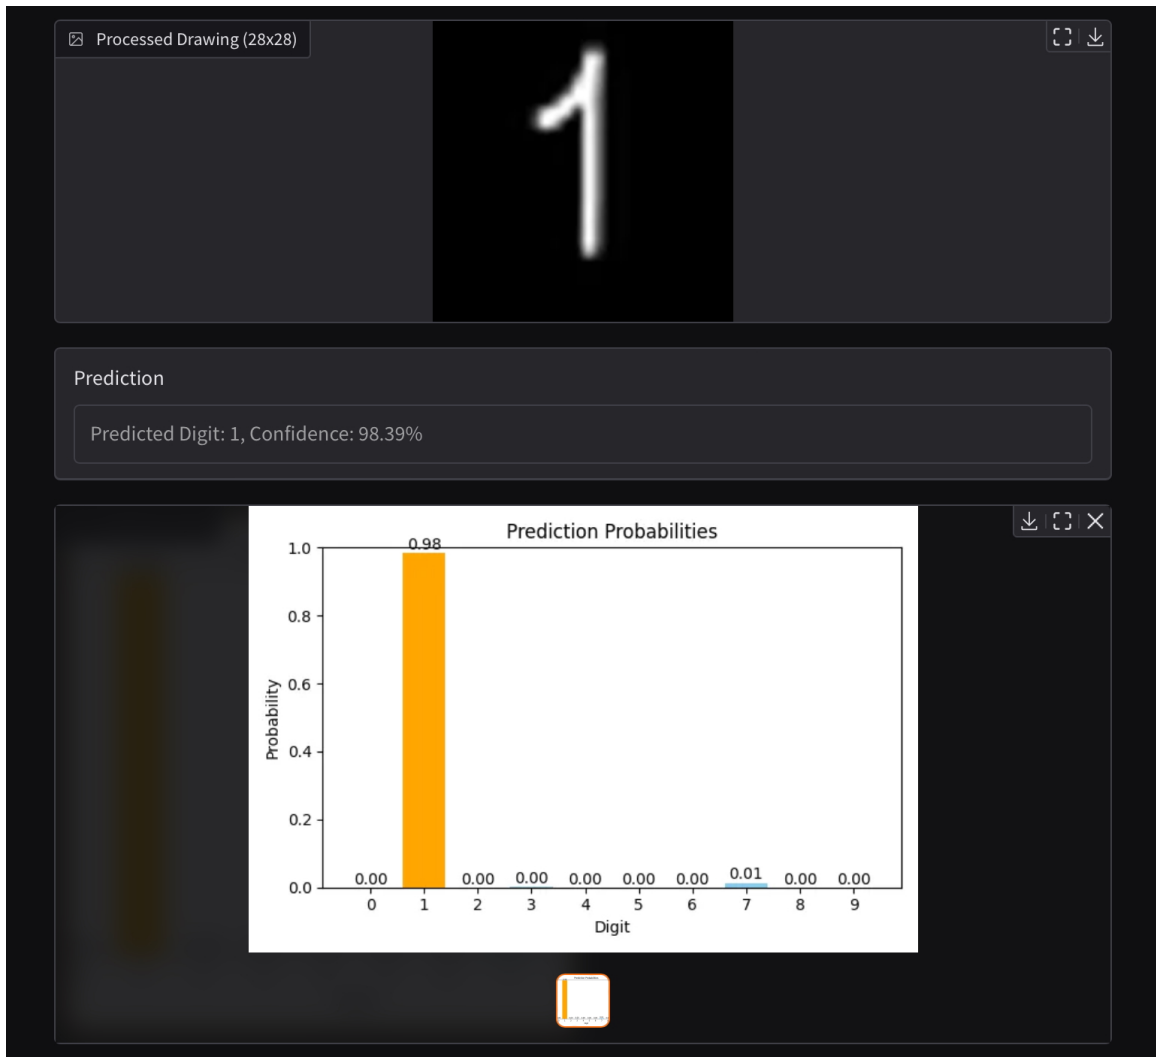 Processed Drawing (28x28)
1
Prediction
Predicted Digit: 1, Confidence: 98.39%
Prediction Probabilities
0.98
1.0
0.8
0.6
0.4
0.2
0.0
Probability
0.00 0.00 0.00 0.00 0.00 0.00 0.01 0.00 0.00
0 1 2 3 4 5 6 7 8 9
Digit